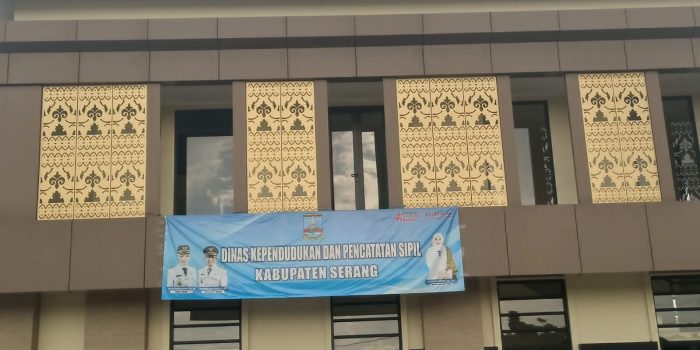 DINAS KEPENDUDUKAN DAN PENCATATAN SIPIL
KABUPATEN SERANG